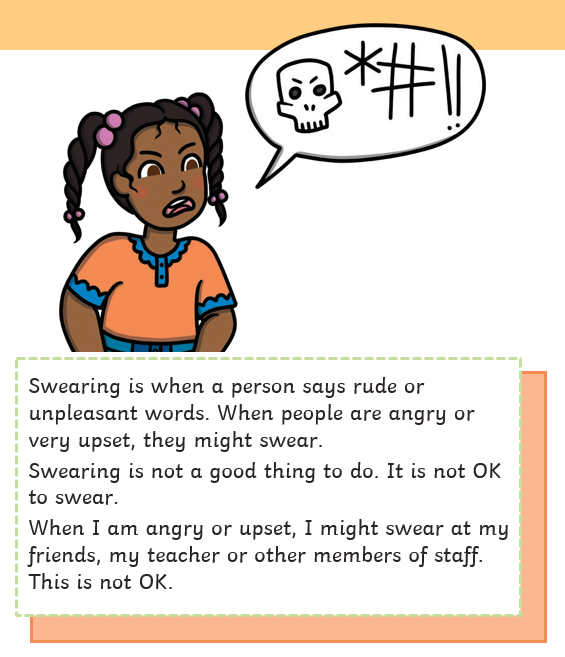 *#!!
Swearing is when a person says rude or
unpleasant words. When people are angry or
very upset, they might swear.
Swearing is not a good thing to do. It is not OK
to swear.
When I am angry or upset, I might swear at my
friends, my teacher or other members of staff.
This is not OK.